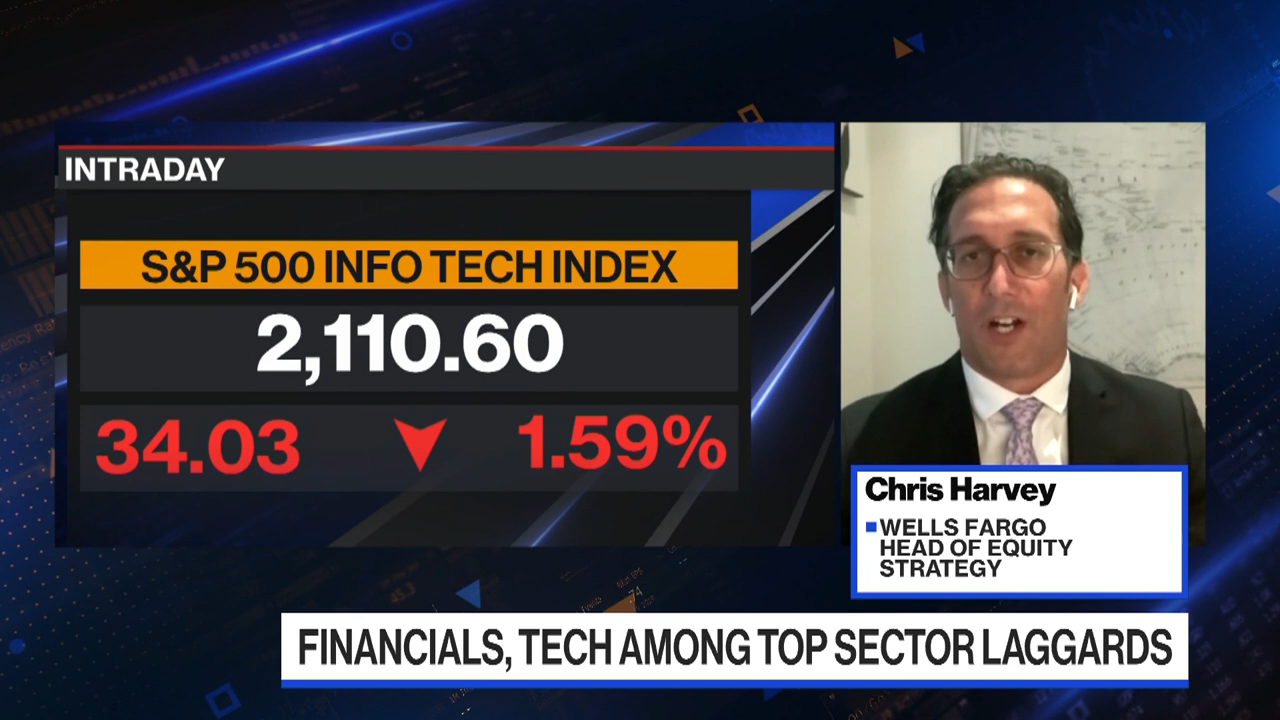 INTRADAY
S&P 500 INFO TECH INDEX
2,110.60
34.03 1.59%
Chris Harvey
WELLS FARGO
HEAD OF EQUITY
STRATEGY
FINANCIALS, TECH AMONG TOP SECTOR LAGGARDS